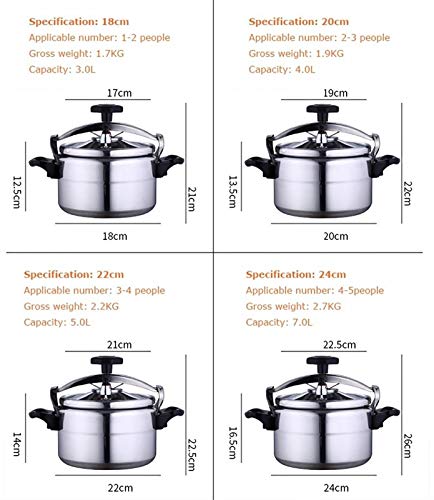 Specification: 18cm
Applicable number: 1-2 people
Gross weight: 1.7KG
Capacity: 3.0L
17cm
12.5cm
21cm
18cm
Specification: 20cm
Applicable number: 2-3 people
Gross weight: 1.9KG
Capacity: 4.0L
19cm
13.5cm
22cm
20cm
Specification: 22cm
Applicable number: 3-4 people
Gross weight: 2.2KG
Capacity: 5.0L
21cm
14cm
22.5cm
22cm
Specification: 24cm
Applicable number: 4-5people
Gross weight: 2.7KG
Capacity: 7.0L
22.5cm
16.5cm
26cm
24cm